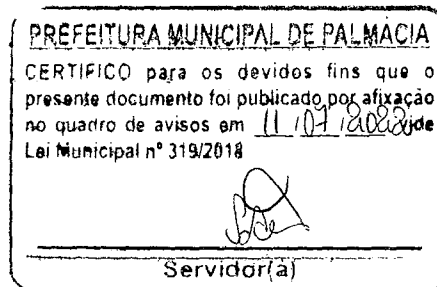 PREFEITURA MUNICIPAL DE PALMACIA
CERTIFICO para os devidos fins que o
presente documento foi publicado por afixação
no quadro de avisos em 11/07/2022 de
Lei Municipal nº 319/2018
Servidor(a)